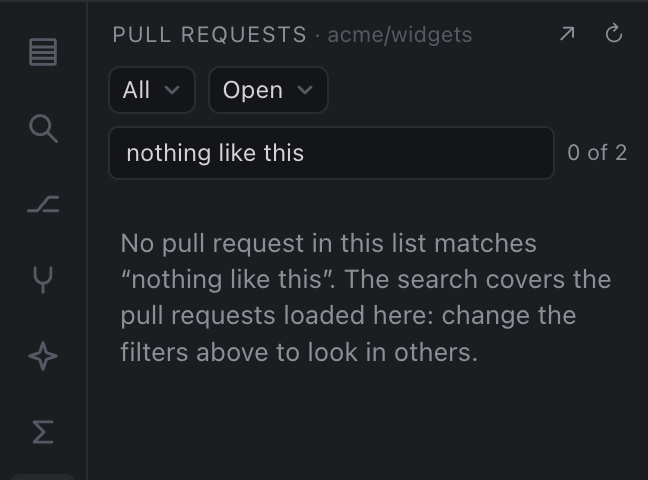 PULL REQUESTS · acme/widgets
All Open
nothing like this 0 of 2
No pull request in this list matches
“nothing like this”. The search covers the
pull requests loaded here: change the
filters above to look in others.